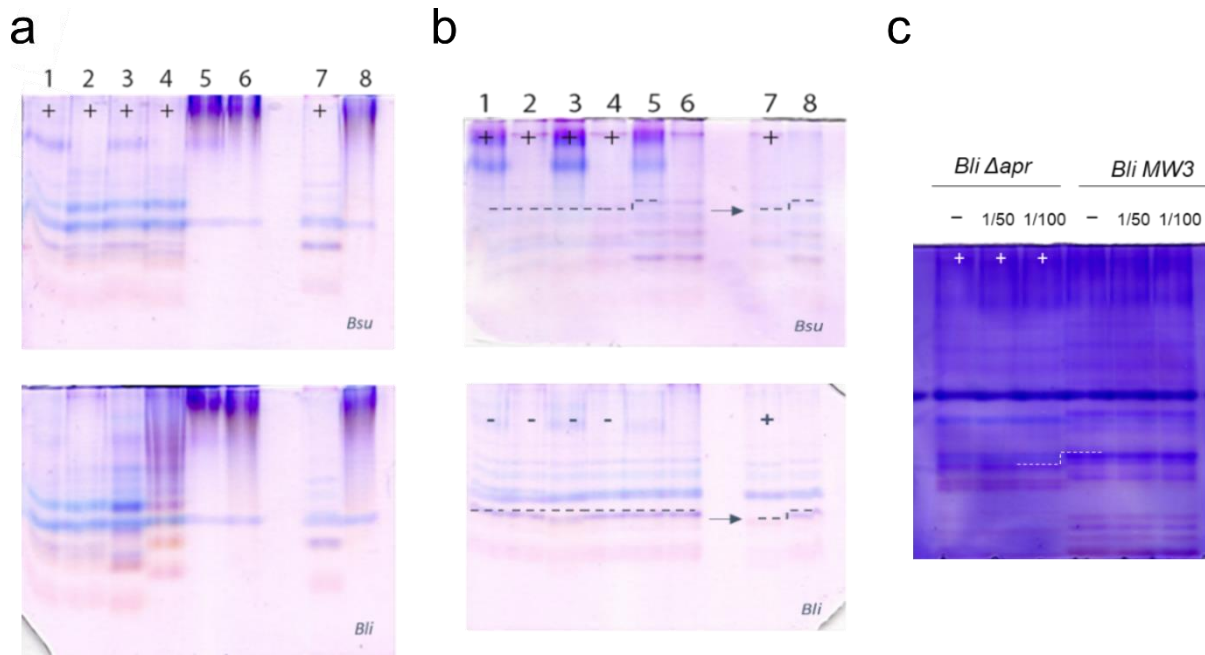 a
1 2 3 4 5 6 7 8
+ + + + +
Bsu
Bli
b
1 2 3 4 5 6 7 8
+ + + + +
Bsu
- - - - +
Bli
c
Bli Δapr Bli MW3
− 1/50 1/100 − 1/50 1/100
+ + +